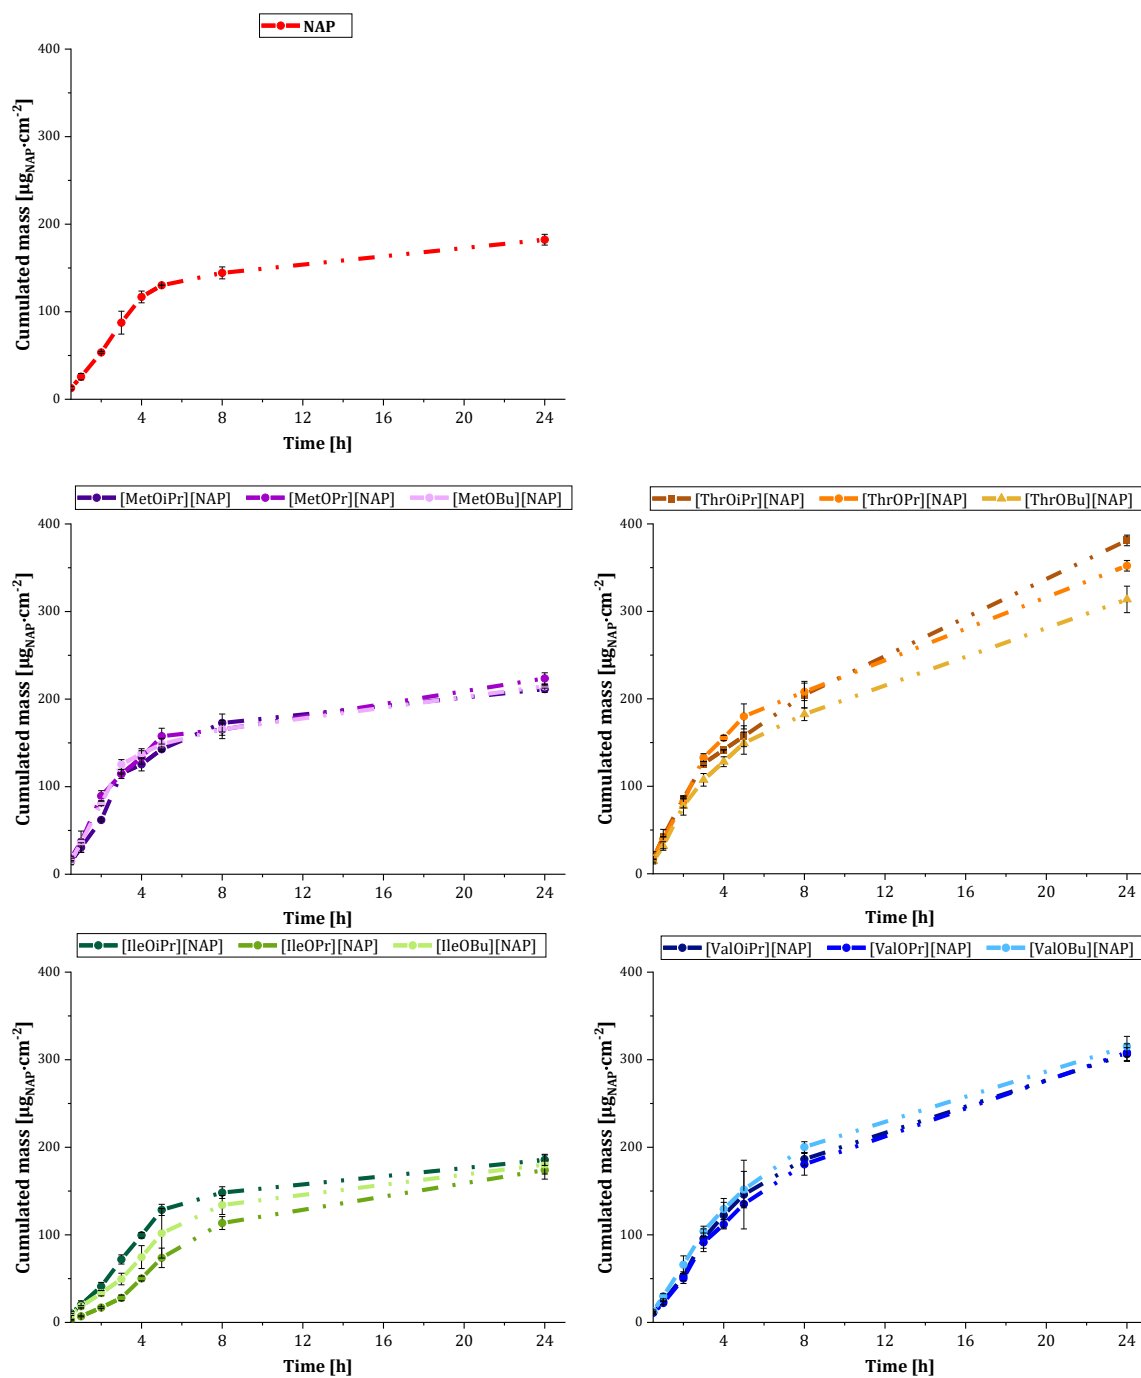 NAP
Cumulated mass [µg_NAP·cm⁻²]
400
300
200
100
0
4 8 12 16 20 24
Time [h]
[MetOiPr][NAP] [MetOPr][NAP] [MetOBu][NAP]
Cumulated mass [µg_NAP·cm⁻²]
400
300
200
100
0
4 8 12 16 20 24
Time [h]
[ThrOiPr][NAP] [ThrOPr][NAP] [ThrOBu][NAP]
Cumulated mass [µg_NAP·cm⁻²]
400
300
200
100
0
4 8 12 16 20 24
Time [h]
[IleOiPr][NAP] [IleOPr][NAP] [IleOBu][NAP]
Cumulated mass [µg_NAP·cm⁻²]
400
300
200
100
0
4 8 12 16 20 24
Time [h]
[ValOiPr][NAP] [ValOPr][NAP] [ValOBu][NAP]
Cumulated mass [µg_NAP·cm⁻²]
400
300
200
100
0
4 8 12 16 20 24
Time [h]